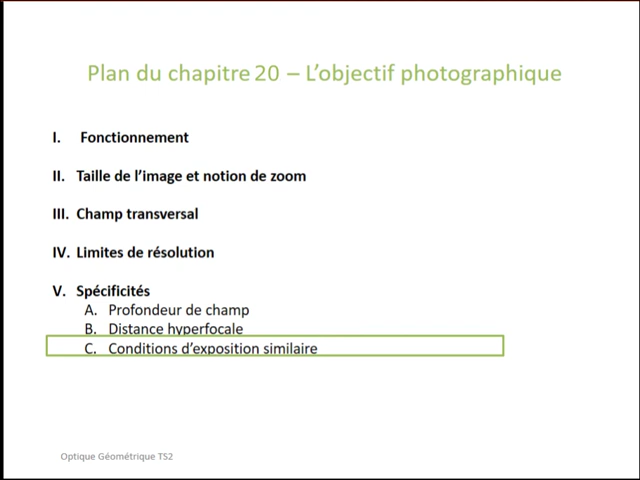 Plan du chapitre 20 – L’objectif photographique
I. Fonctionnement
II. Taille de l’image et notion de zoom
III. Champ transversal
IV. Limites de résolution
V. Spécificités
A. Profondeur de champ
B. Distance hyperfocale
C. Conditions d’exposition similaire
Optique Géométrique TS2